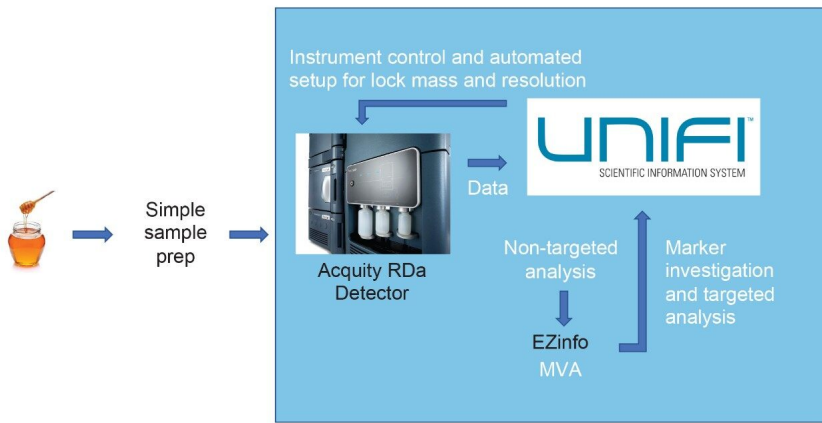 Instrument control and automated
setup for lock mass and resolution
UNIFI™
SCIENTIFIC INFORMATION SYSTEM
Data
Simple
sample
prep
Acquity RDa
Detector
Non-targeted
analysis
EZinfo
MVA
Marker
investigation
and targeted
analysis